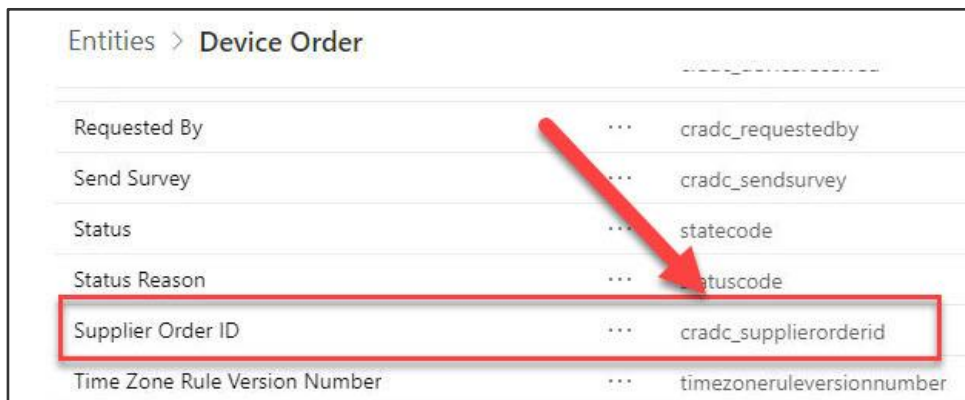 Entities > Device Order
Requested By ... cradc_requestedby
Send Survey ... cradc_sendsurvey
Status ... statecode
Status Reason ... statuscode
Supplier Order ID ... cradc_supplierorderid
Time Zone Rule Version Number ... timezoneruleversionnumber